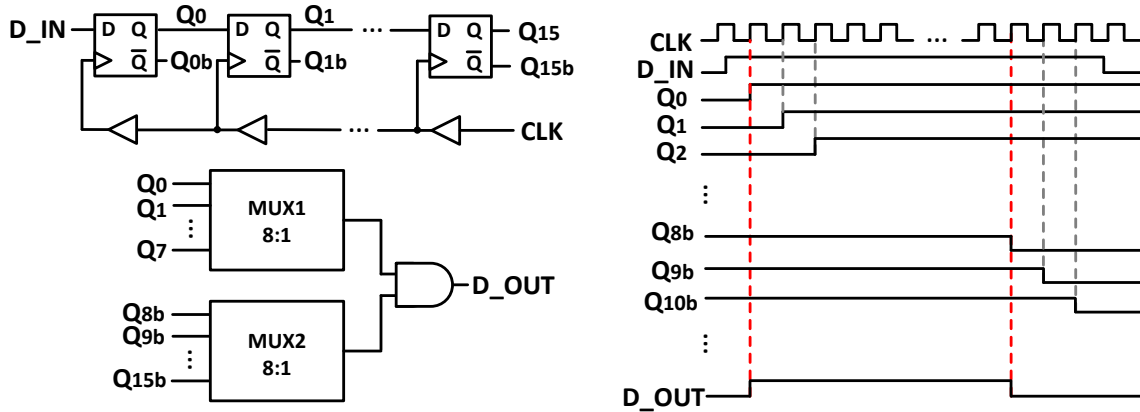 D_IN D Q Q0 D Q Q1 ... D Q Q15
Q Q0b Q Q1b Q Q15b
... CLK
Q0
Q1
...
Q7
MUX1
8:1
D_OUT
Q8b
Q9b
...
Q15b
MUX2
8:1
CLK ...
D_IN
Q0
Q1
Q2
...
Q8b
Q9b
Q10b
...
D_OUT